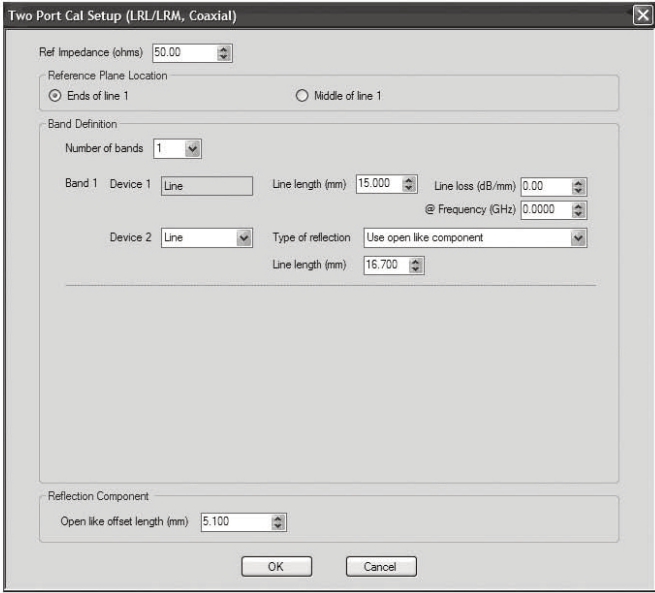 Two Port Cal Setup (LRL/LRM, Coaxial)
Ref Impedance (ohms) 50.00
Reference Plane Location
Ends of line 1 Middle of line 1
Band Definition
Number of bands 1
Band 1 Device 1 Line Line length (mm) 15.000 Line loss (dB/mm) 0.00
@ Frequency (GHz) 0.0000
Device 2 Line Type of reflection Use open like component
Line length (mm) 16.700
Reflection Component
Open like offset length (mm) 5.100
OK Cancel